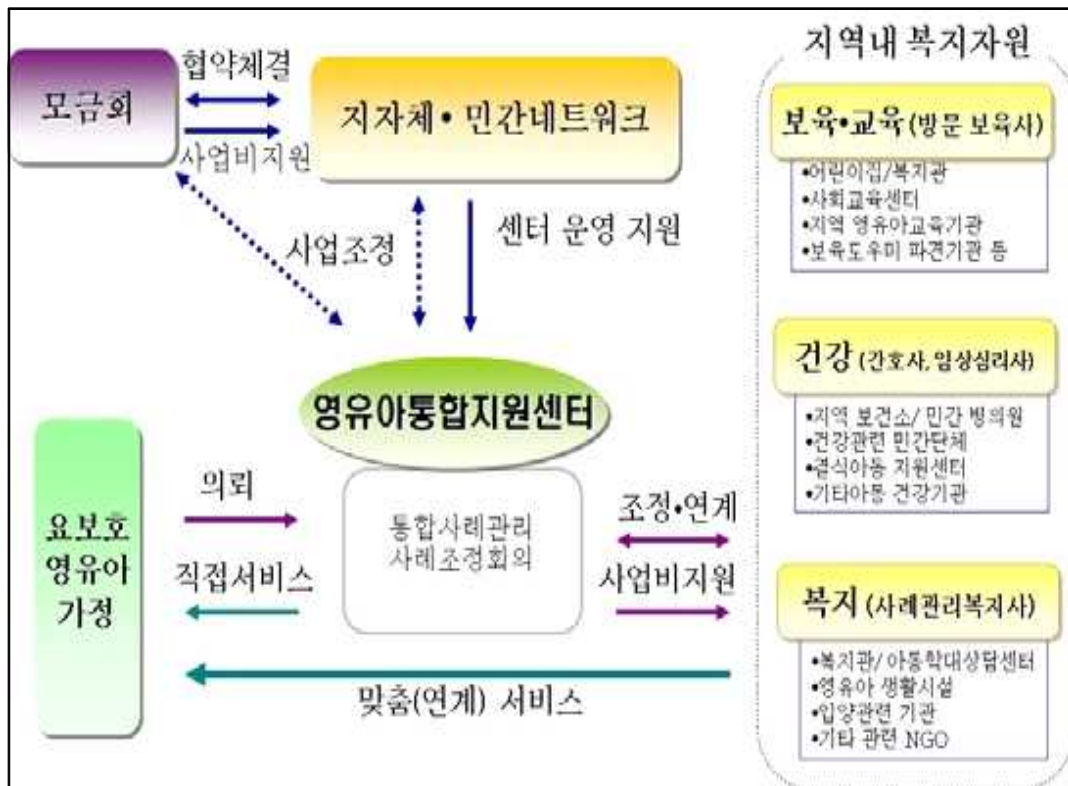 모금회
협약체결
사업비지원
지자체• 민간네트워크
사업조정
센터 운영 지원
영유아통합지원센터
통합사례관리
사례조정회의
요보호
영유아
가정
의뢰
직접서비스
조정•연계
사업비지원
맞춤(연계) 서비스
지역내 복지자원
보육•교육 (방문 보육사)
•어린이집/복지관
•사회교육센터
•지역 영유아교육기관
•보육도우미 파견기관 등
건강 (간호사, 임상심리사)
•지역 보건소/ 민간 병의원
•건강관련 민간단체
•결식아동 지원센터
•기타아동 건강기관
복지 (사례관리복지사)
•복지관/ 아동학대상담센터
•영유아 생활시설
•입양관련 기관
•기타 관련 NGO